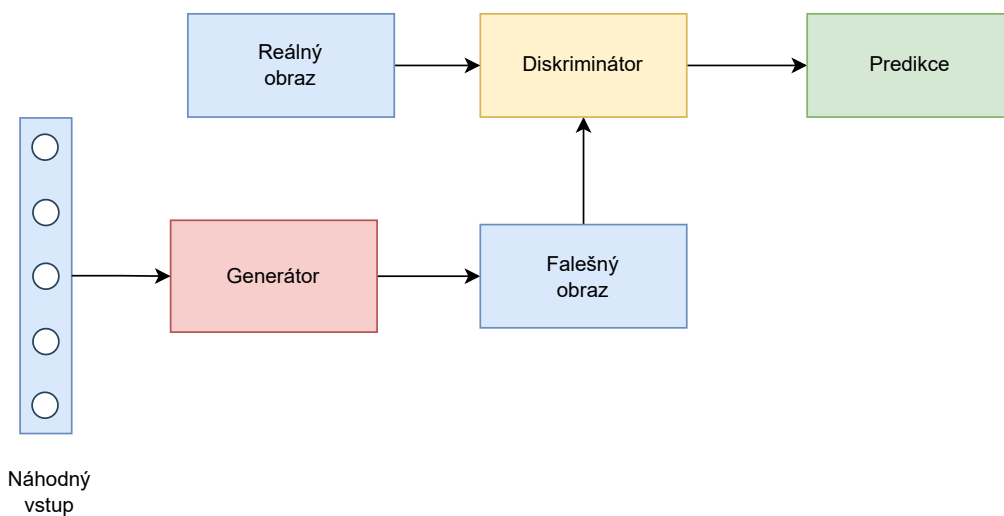 Reálný
obraz
Diskriminátor
Predikce
Generátor
Falešný
obraz
Náhodný
vstup